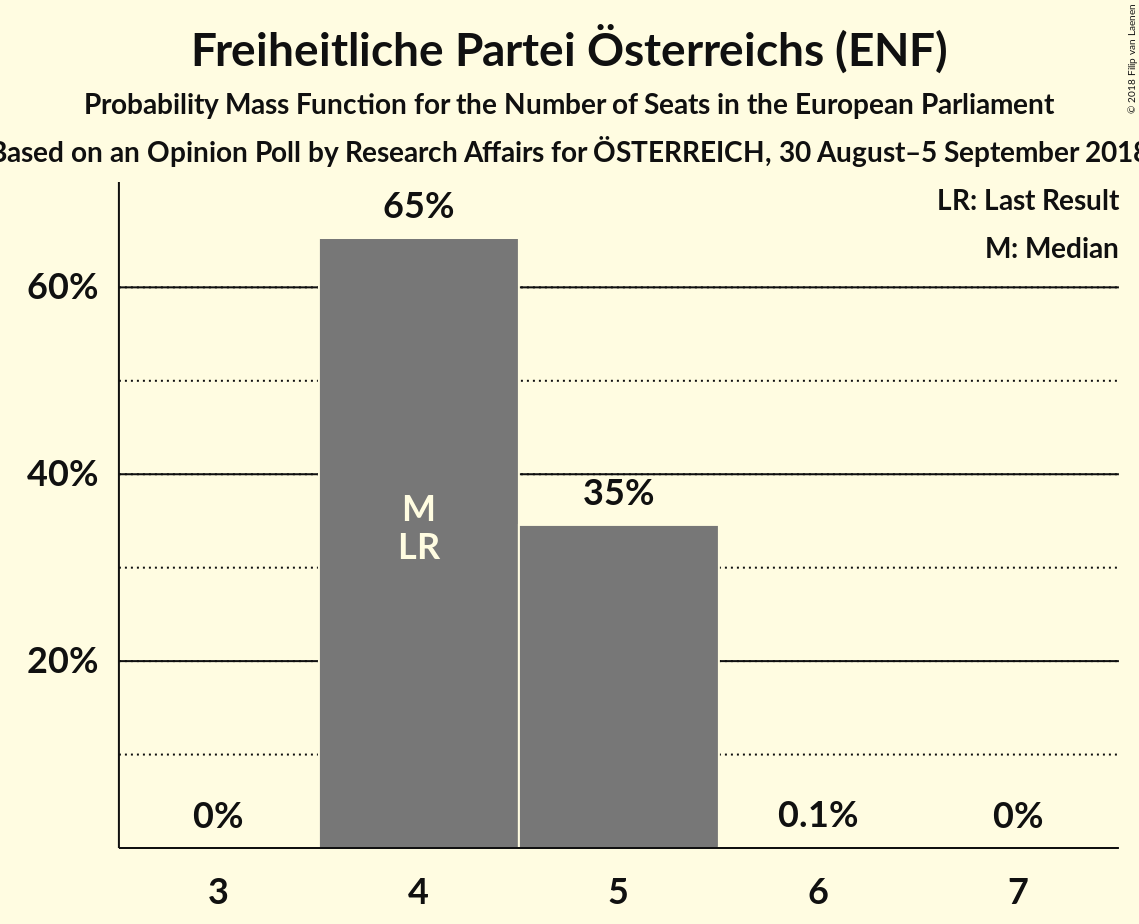 Freiheitliche Partei Österreichs (ENF)
Probability Mass Function for the Number of Seats in the European Parliament
Based on an Opinion Poll by Research Affairs for ÖSTERREICH, 30 August–5 September 2018
© 2018 Filip van Laenen
LR: Last Result
M: Median
65%
60%
40%
35%
M
LR
20%
0%
0.1%
0%
3
4
5
6
7